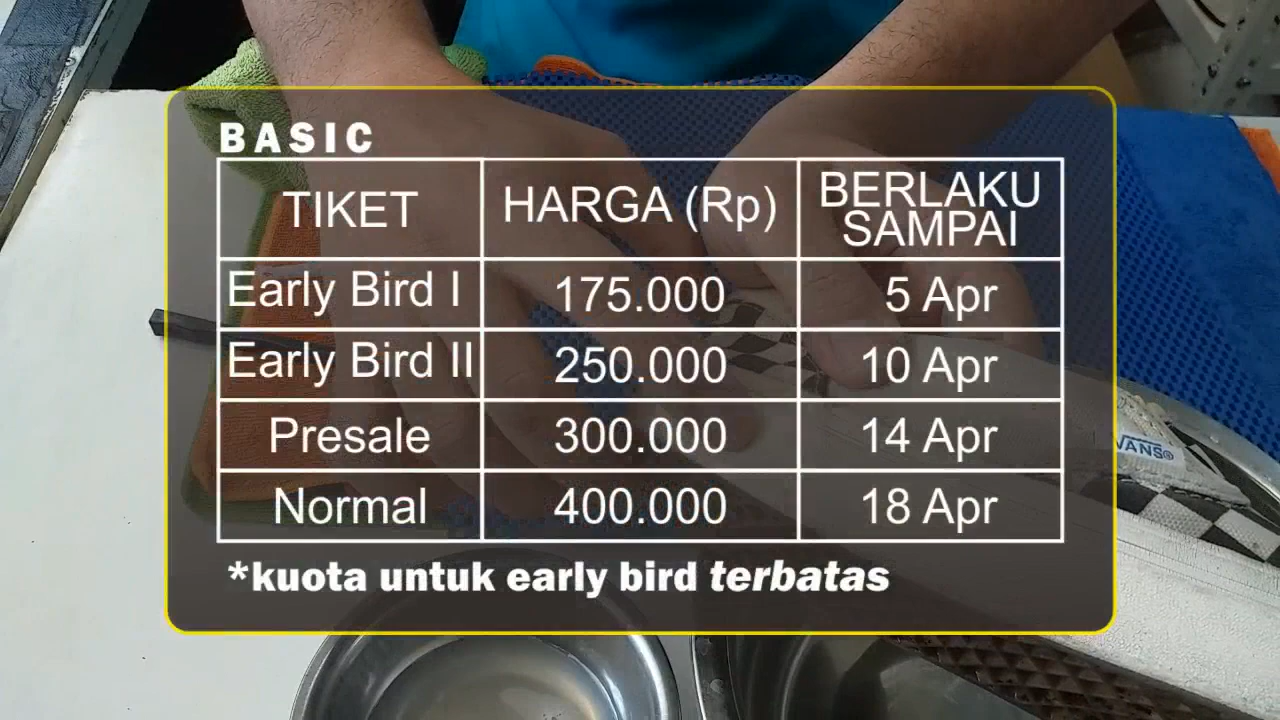 BASIC
TIKET HARGA (Rp) BERLAKU SAMPAI
Early Bird I 175.000 5 Apr
Early Bird II 250.000 10 Apr
Presale 300.000 14 Apr
Normal 400.000 18 Apr
*kuota untuk early bird terbatas
VANS®